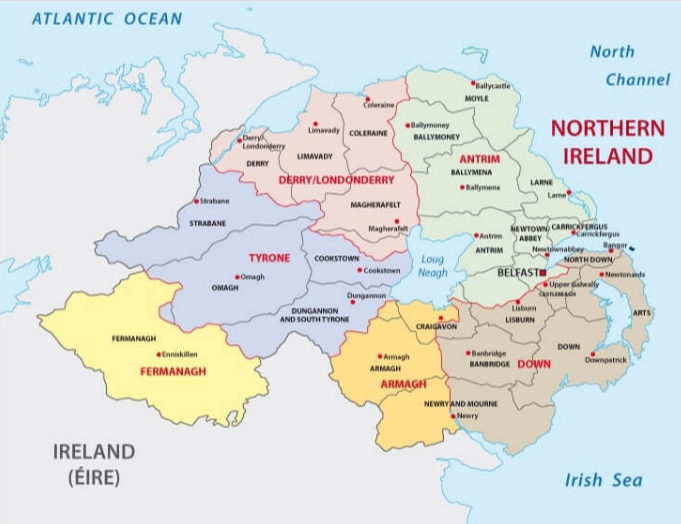 ATLANTIC OCEAN
North
Channel
NORTHERN
IRELAND
Ballycastle
MOYLE
Coleraine
COLERAINE
Limavady
LIMAVADY
Derry/
Londonderry
DERRY
Ballymoney
BALLYMONEY
ANTRIM
BALLYMENA
Ballymena
DERRY/LONDONDERRY
MAGHERAFELT
Magherafelt
LARNE
Larne
Strabane
STRABANE
NEWTOWN
ABBEY
CARRICKFERGUS
Carrickfergus
Antrim
ANTRIM
Newtownabbey
Bangor
NORTH DOWN
TYRONE
COOKSTOWN
Cookstown
Loug
Neagh
BELFAST
Newtonards
Omagh
OMAGH
Upper Galwally
CASTLEREAGH
Dungannon
DUNGANNON
AND SOUTH TYRONE
Lisburn
LISBURN
ARTS
CRAIGAVON
FERMANAGH
Enniskillen
FERMANAGH
Armagh
ARMAGH
ARMAGH
Banbridge
BANBRIDGE
DOWN
DOWN
Downpatrick
NEWRY AND MOURNE
Newry
IRELAND
(ÉIRE)
Irish Sea